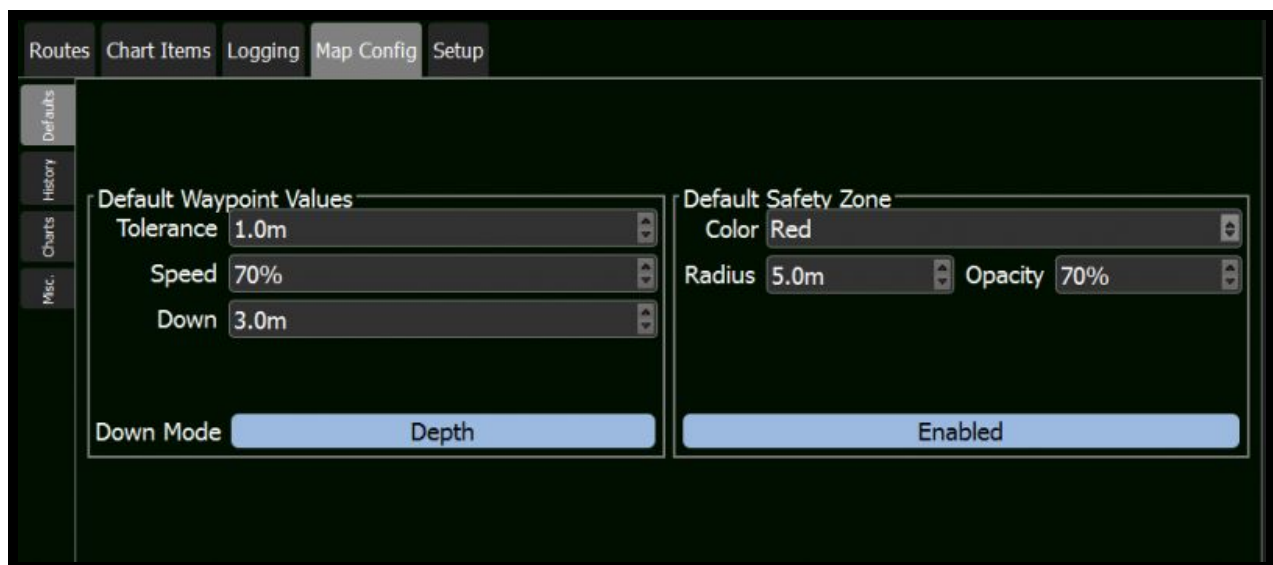 Routes Chart Items Logging Map Config Setup
Defaults
History
Charts
Misc.
Default Waypoint Values
Tolerance 1.0m
Speed 70%
Down 3.0m
Down Mode Depth
Default Safety Zone
Color Red
Radius 5.0m Opacity 70%
Enabled